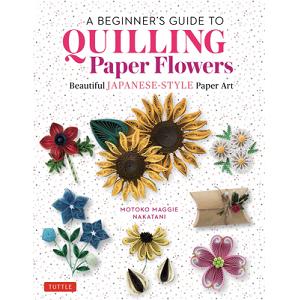 A BEGINNER'S GUIDE TO
QUILLING
Paper Flowers
Beautiful JAPANESE-STYLE Paper Art
MOTOKO MAGGIE
NAKATANI
TUTTLE